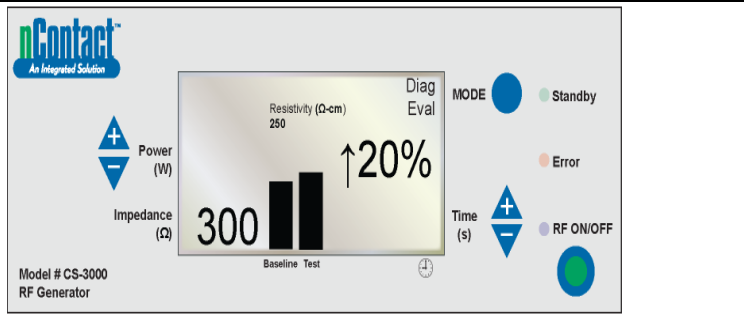 nContact™
An Integrated Solution
Diag
Eval
Resistivity (Ω-cm)
250
↑20%
MODE
Standby
Power
(W)
Error
Impedance
(Ω)
300
Time
(s)
RF ON/OFF
Baseline Test
Model # CS-3000
RF Generator